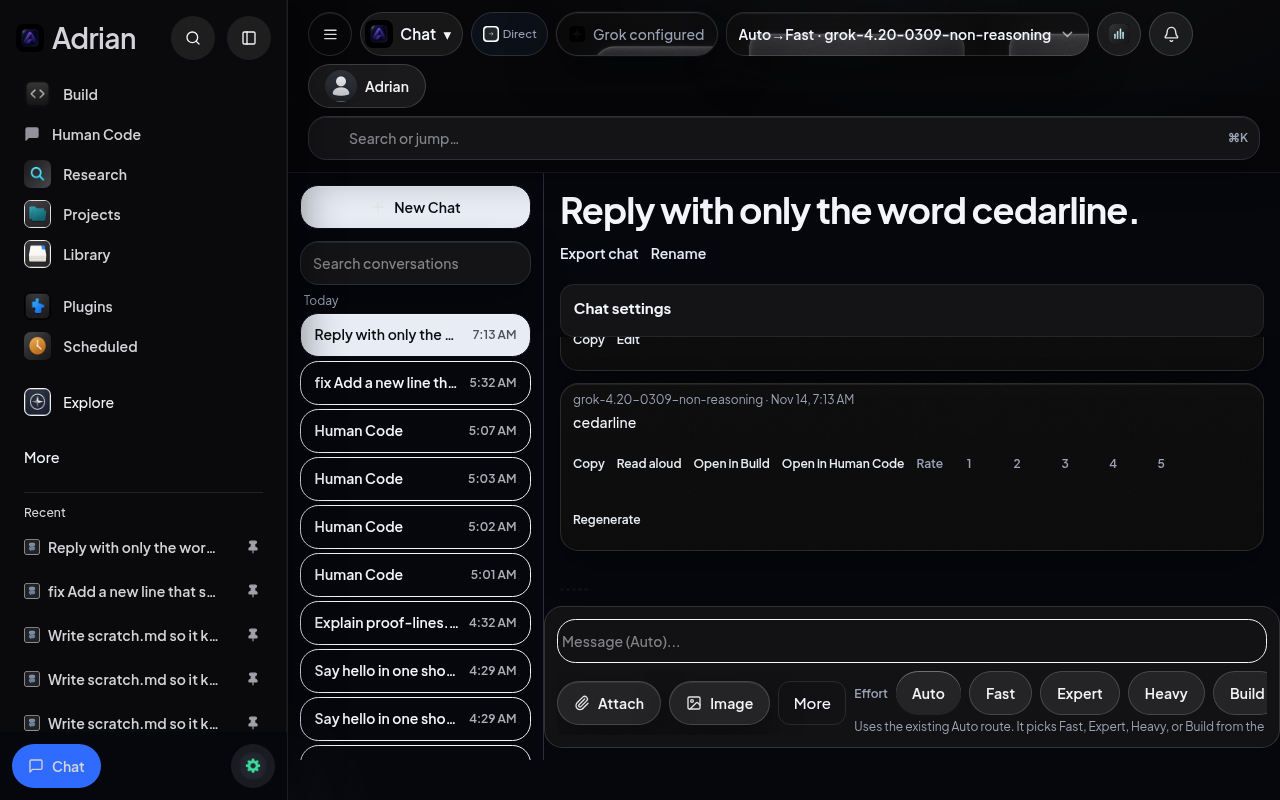 Adrian
Build
Human Code
Research
Projects
Library
Plugins
Scheduled
Explore
More
Recent
Reply with only the wor...
fix Add a new line that s...
Write scratch.md so it k...
Write scratch.md so it k...
Write scratch.md so it k...
Chat
Chat ▾
Direct
Grok configured
Auto→Fast · grok-4.20-0309-non-reasoning
Adrian
Search or jump...
⌘K
New Chat
Search conversations
Today
Reply with only the ... 7:13 AM
fix Add a new line th... 5:32 AM
Human Code 5:07 AM
Human Code 5:03 AM
Human Code 5:02 AM
Human Code 5:01 AM
Explain proof-lines.... 4:32 AM
Say hello in one sho... 4:29 AM
Say hello in one sho... 4:29 AM
Reply with only the word cedarline.
Export chat Rename
Chat settings
Copy Edit
grok-4.20-0309-non-reasoning · Nov 14, 7:13 AM
cedarline
Copy Read aloud Open in Build Open in Human Code Rate 1 2 3 4 5
Regenerate
Message (Auto)...
Attach Image More Effort Auto Fast Expert Heavy Build
Uses the existing Auto route. It picks Fast, Expert, Heavy, or Build from the